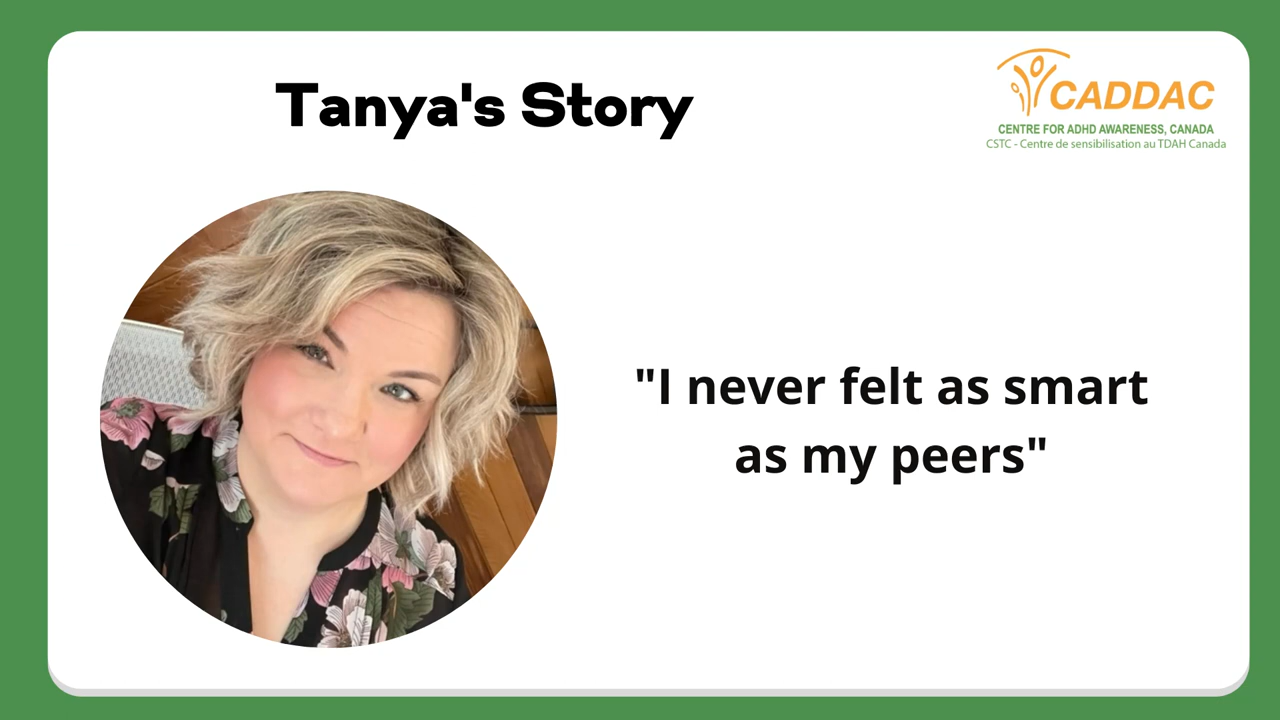 Tanya's Story
CADDAC
CENTRE FOR ADHD AWARENESS, CANADA
CSTC - Centre de sensibilisation au TDAH Canada
"I never felt as smart
as my peers"